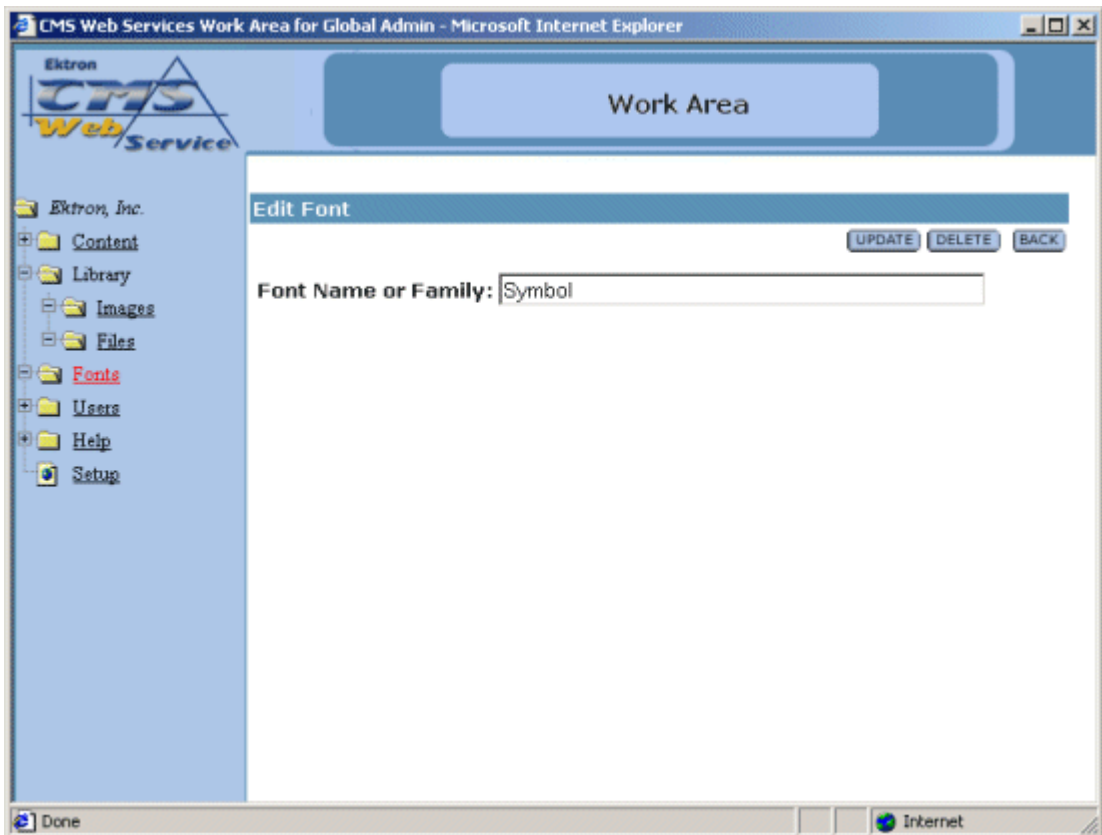 CMS Web Services Work Area for Global Admin - Microsoft Internet Explorer
Ektron
CMS
Web
Service
Work Area
Ektron, Inc.
Content
Library
Images
Files
Fonts
Users
Help
Setup
Edit Font
UPDATE DELETE BACK
Font Name or Family: Symbol
Done
Internet